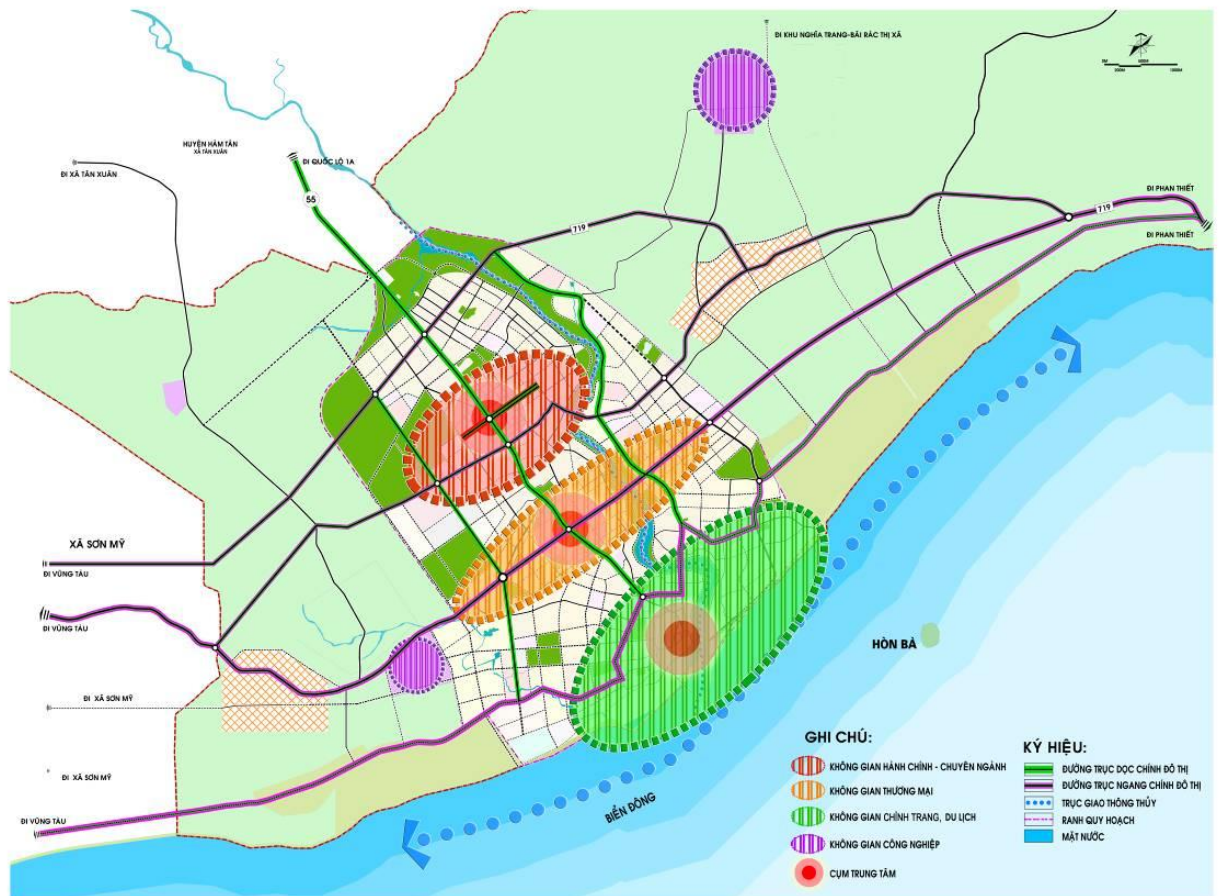 ĐI KHU NGHĨA TRANG-BÃI RÁC THỊ XÃ
HUYỆN HÀM TÂN
XÃ TÂN XUÂN
ĐI XÃ TÂN XUÂN
ĐI QUỐC LỘ 1A
55
719
ĐI PHAN THIẾT
719
ĐI PHAN THIẾT
XÃ SƠN MỸ
ĐI VŨNG TÀU
ĐI VŨNG TÀU
ĐI XÃ SƠN MỸ
ĐI XÃ SƠN MỸ
ĐI VŨNG TÀU
HÒN BÀ
BIỂN ĐÔNG
GHI CHÚ:
KHÔNG GIAN HÀNH CHÍNH - CHUYÊN NGÀNH
KHÔNG GIAN THƯƠNG MẠI
KHÔNG GIAN CHỈNH TRANG, DU LỊCH
KHÔNG GIAN CÔNG NGHIỆP
CỤM TRUNG TÂM
KÝ HIỆU:
ĐƯỜNG TRỤC DỌC CHÍNH ĐÔ THỊ
ĐƯỜNG TRỤC NGANG CHÍNH ĐÔ THỊ
TRỤC GIAO THÔNG THỦY
RANH QUY HOẠCH
MẶT NƯỚC